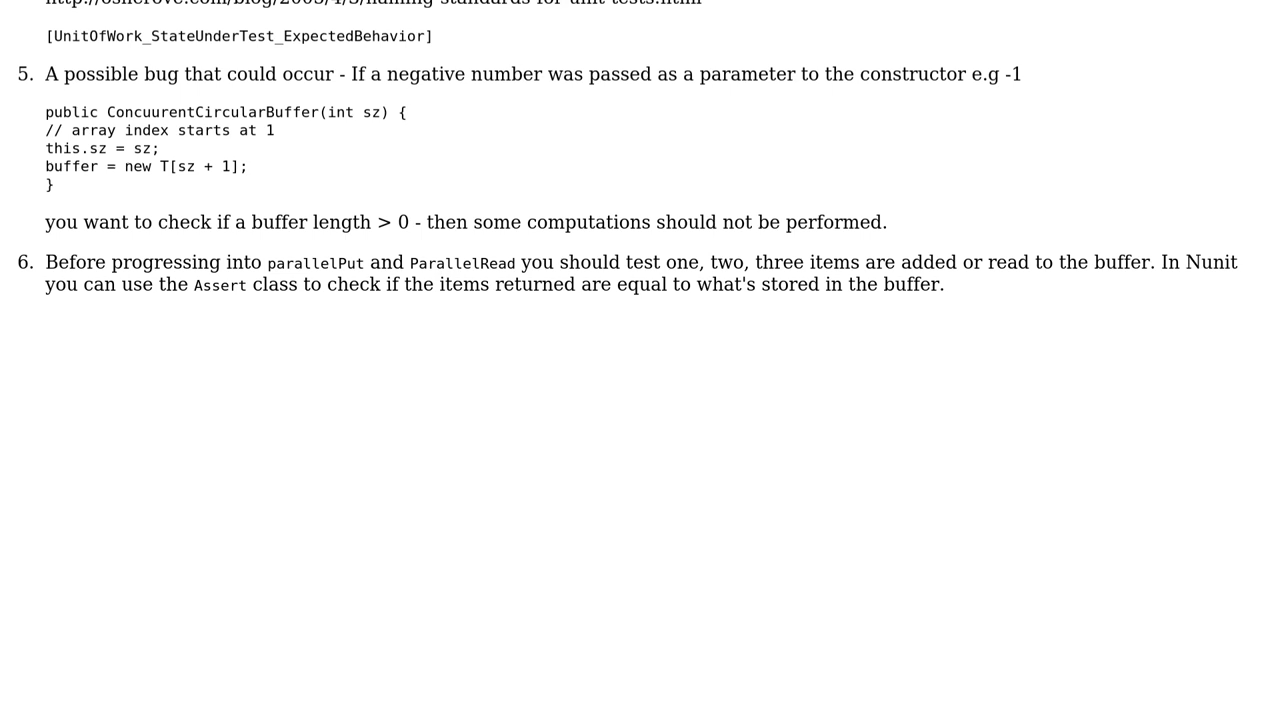 [UnitOfWork_StateUnderTest_ExpectedBehavior]
5. A possible bug that could occur - If a negative number was passed as a parameter to the constructor e.g -1
public ConcuurentCircularBuffer(int sz) {
// array index starts at 1
this.sz = sz;
buffer = new T[sz + 1];
}
you want to check if a buffer length > 0 - then some computations should not be performed.
6. Before progressing into parallelPut and ParallelRead you should test one, two, three items are added or read to the buffer. In Nunit
you can use the Assert class to check if the items returned are equal to what's stored in the buffer.